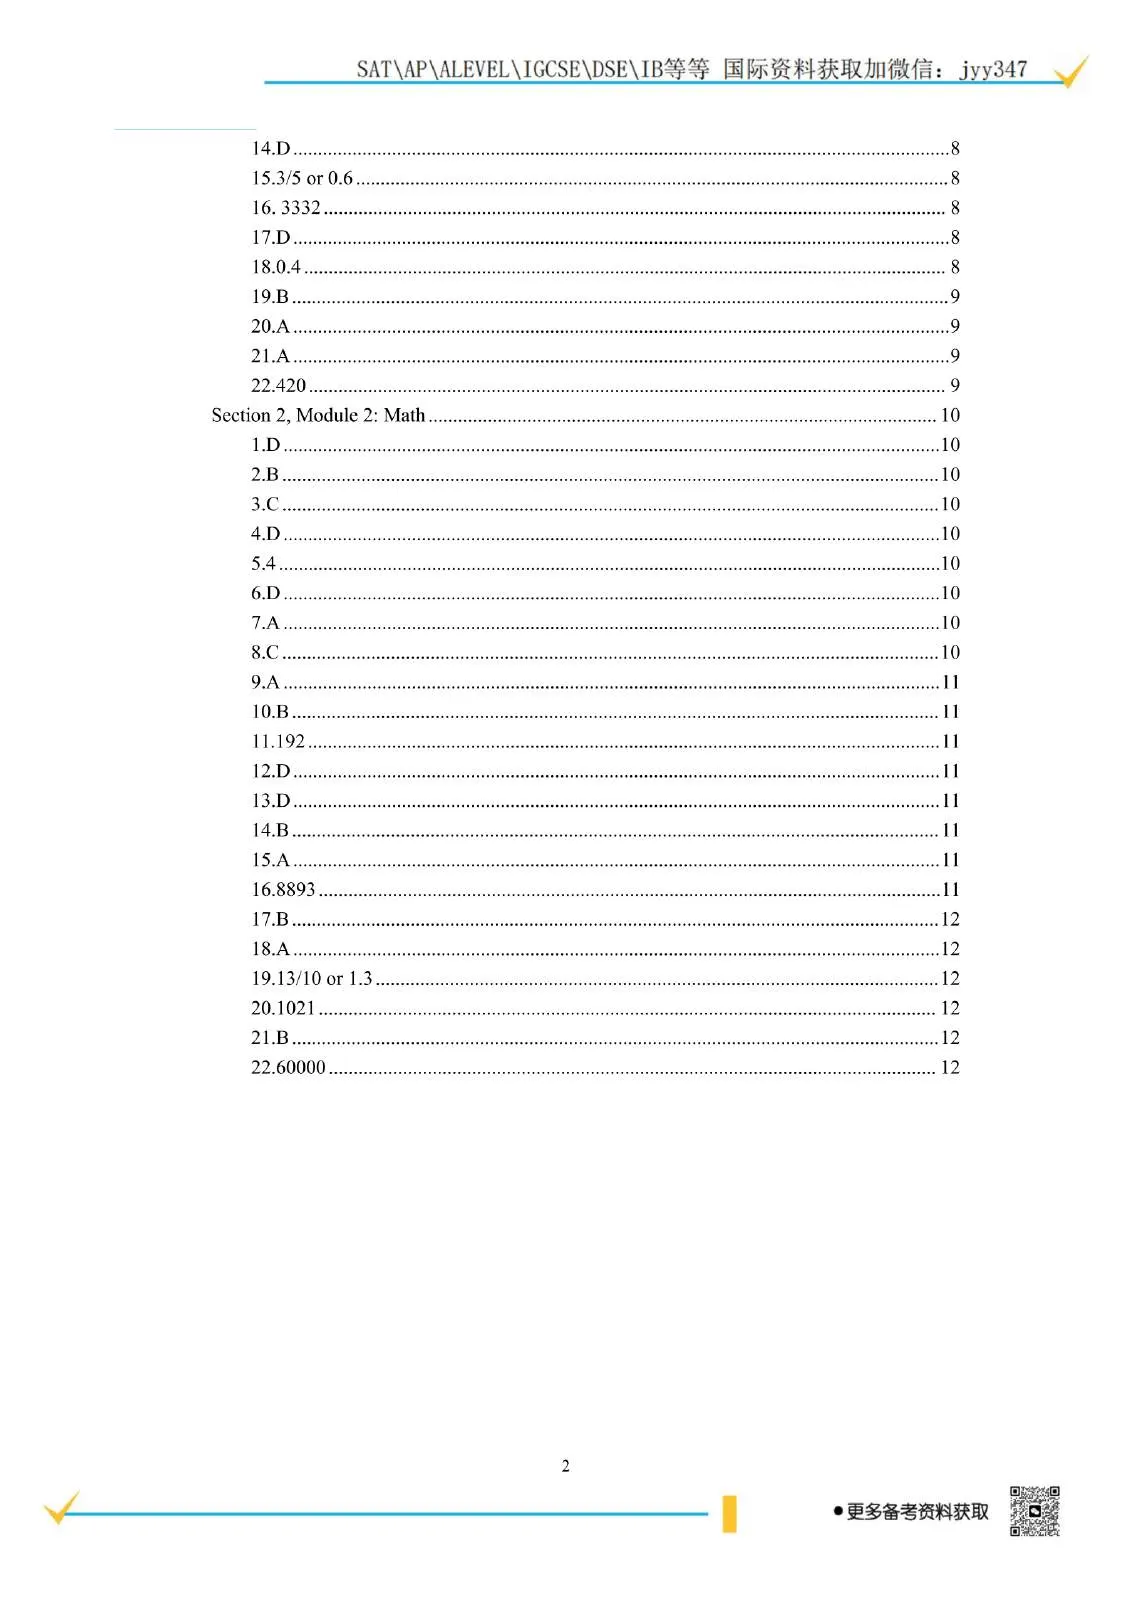 SAT\AP\ALEVEL\IGCSE\DSE\IB等等 国际资料获取加微信：jyy347
14.D........8
15.3/5 or 0.6........8
16. 3332........8
17.D........8
18.0.4........8
19.B........9
20.A........9
21.A........9
22.420........9
Section 2, Module 2: Math........10
1.D........10
2.B........10
3.C........10
4.D........10
5.4........10
6.D........10
7.A........10
8.C........10
9.A........11
10.B........11
11.192........11
12.D........11
13.D........11
14.B........11
15.A........11
16.8893........11
17.B........12
18.A........12
19.13/10 or 1.3........12
20.1021........12
21.B........12
22.60000........12
2
●更多备考资料获取